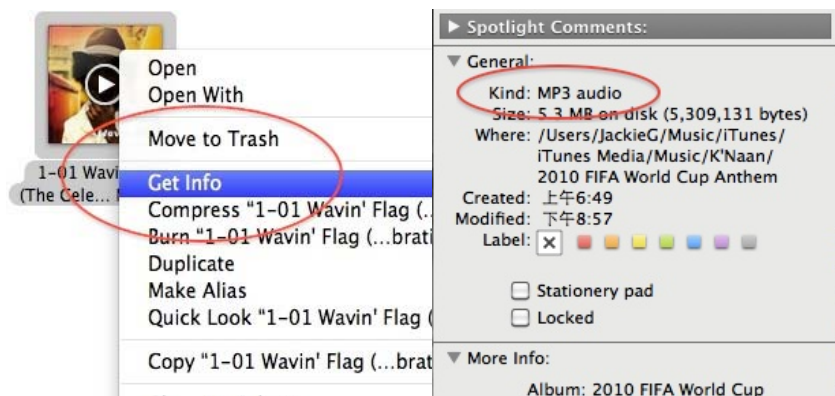 1-01 Wavi
(The Cele...
Open
Open With
Move to Trash
Get Info
Compress "1-01 Wavin' Flag (..
Burn "1-01 Wavin' Flag (...brati
Duplicate
Make Alias
Quick Look "1-01 Wavin' Flag (
Copy "1-01 Wavin' Flag (...brat
Spotlight Comments:
General:
Kind: MP3 audio
Size: 5.3 MB on disk (5,309,131 bytes)
Where: /Users/JackieG/Music/iTunes/
iTunes Media/Music/K'Naan/
2010 FIFA World Cup Anthem
Created: 上午6:49
Modified: 下午8:57
Label:
Stationery pad
Locked
More Info:
Album: 2010 FIFA World Cup